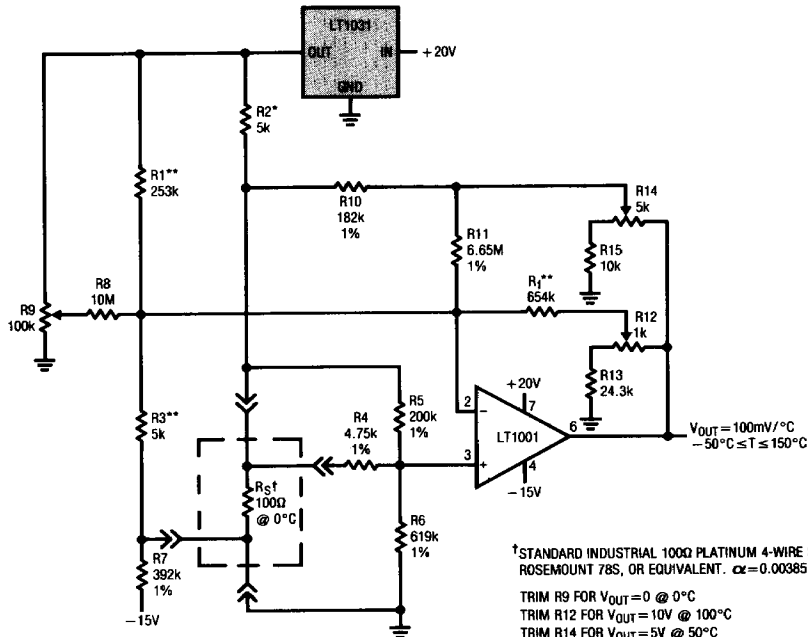 LT1031
OUT
IN
GND
+20V
R2*
5k
R1**
253k
R10
182k
1%
R14
5k
R11
6.65M
1%
R15
10k
R8
10M
R1**
654k
R9
100k
R12
1k
R13
24.3k
R3**
5k
R5
200k
1%
R4
4.75k
1%
+20V
2
−
7
LT1001
6
3
+
4
−15V
VOUT=100mV/°C
−50°C≤T≤150°C
RS†
100Ω
@ 0°C
R6
619k
1%
R7
392k
1%
−15V
†STANDARD INDUSTRIAL 100Ω PLATINUM 4-WIRE
ROSEMOUNT 78S, OR EQUIVALENT. α=0.00385
TRIM R9 FOR VOUT=0 @ 0°C
TRIM R12 FOR VOUT=10V @ 100°C
TRIM R14 FOR VOUT=5V @ 50°C